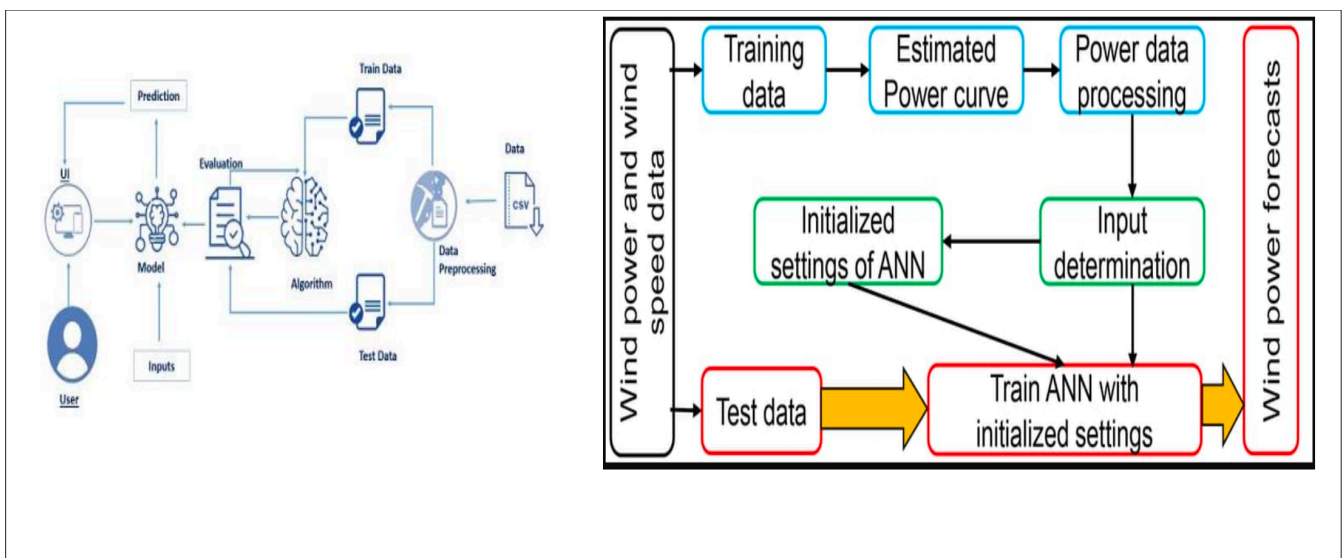 Train Data
Prediction
Data
UI
Evaluation
CSV
Data
Preprocessing
Model
Algorithm
Test Data
Inputs
User
Wind power and wind
speed data
Training
data
Estimated
Power curve
Power data
processing
Initialized
settings of ANN
Input
determination
Test data
Train ANN with
initialized settings
Wind power forecasts